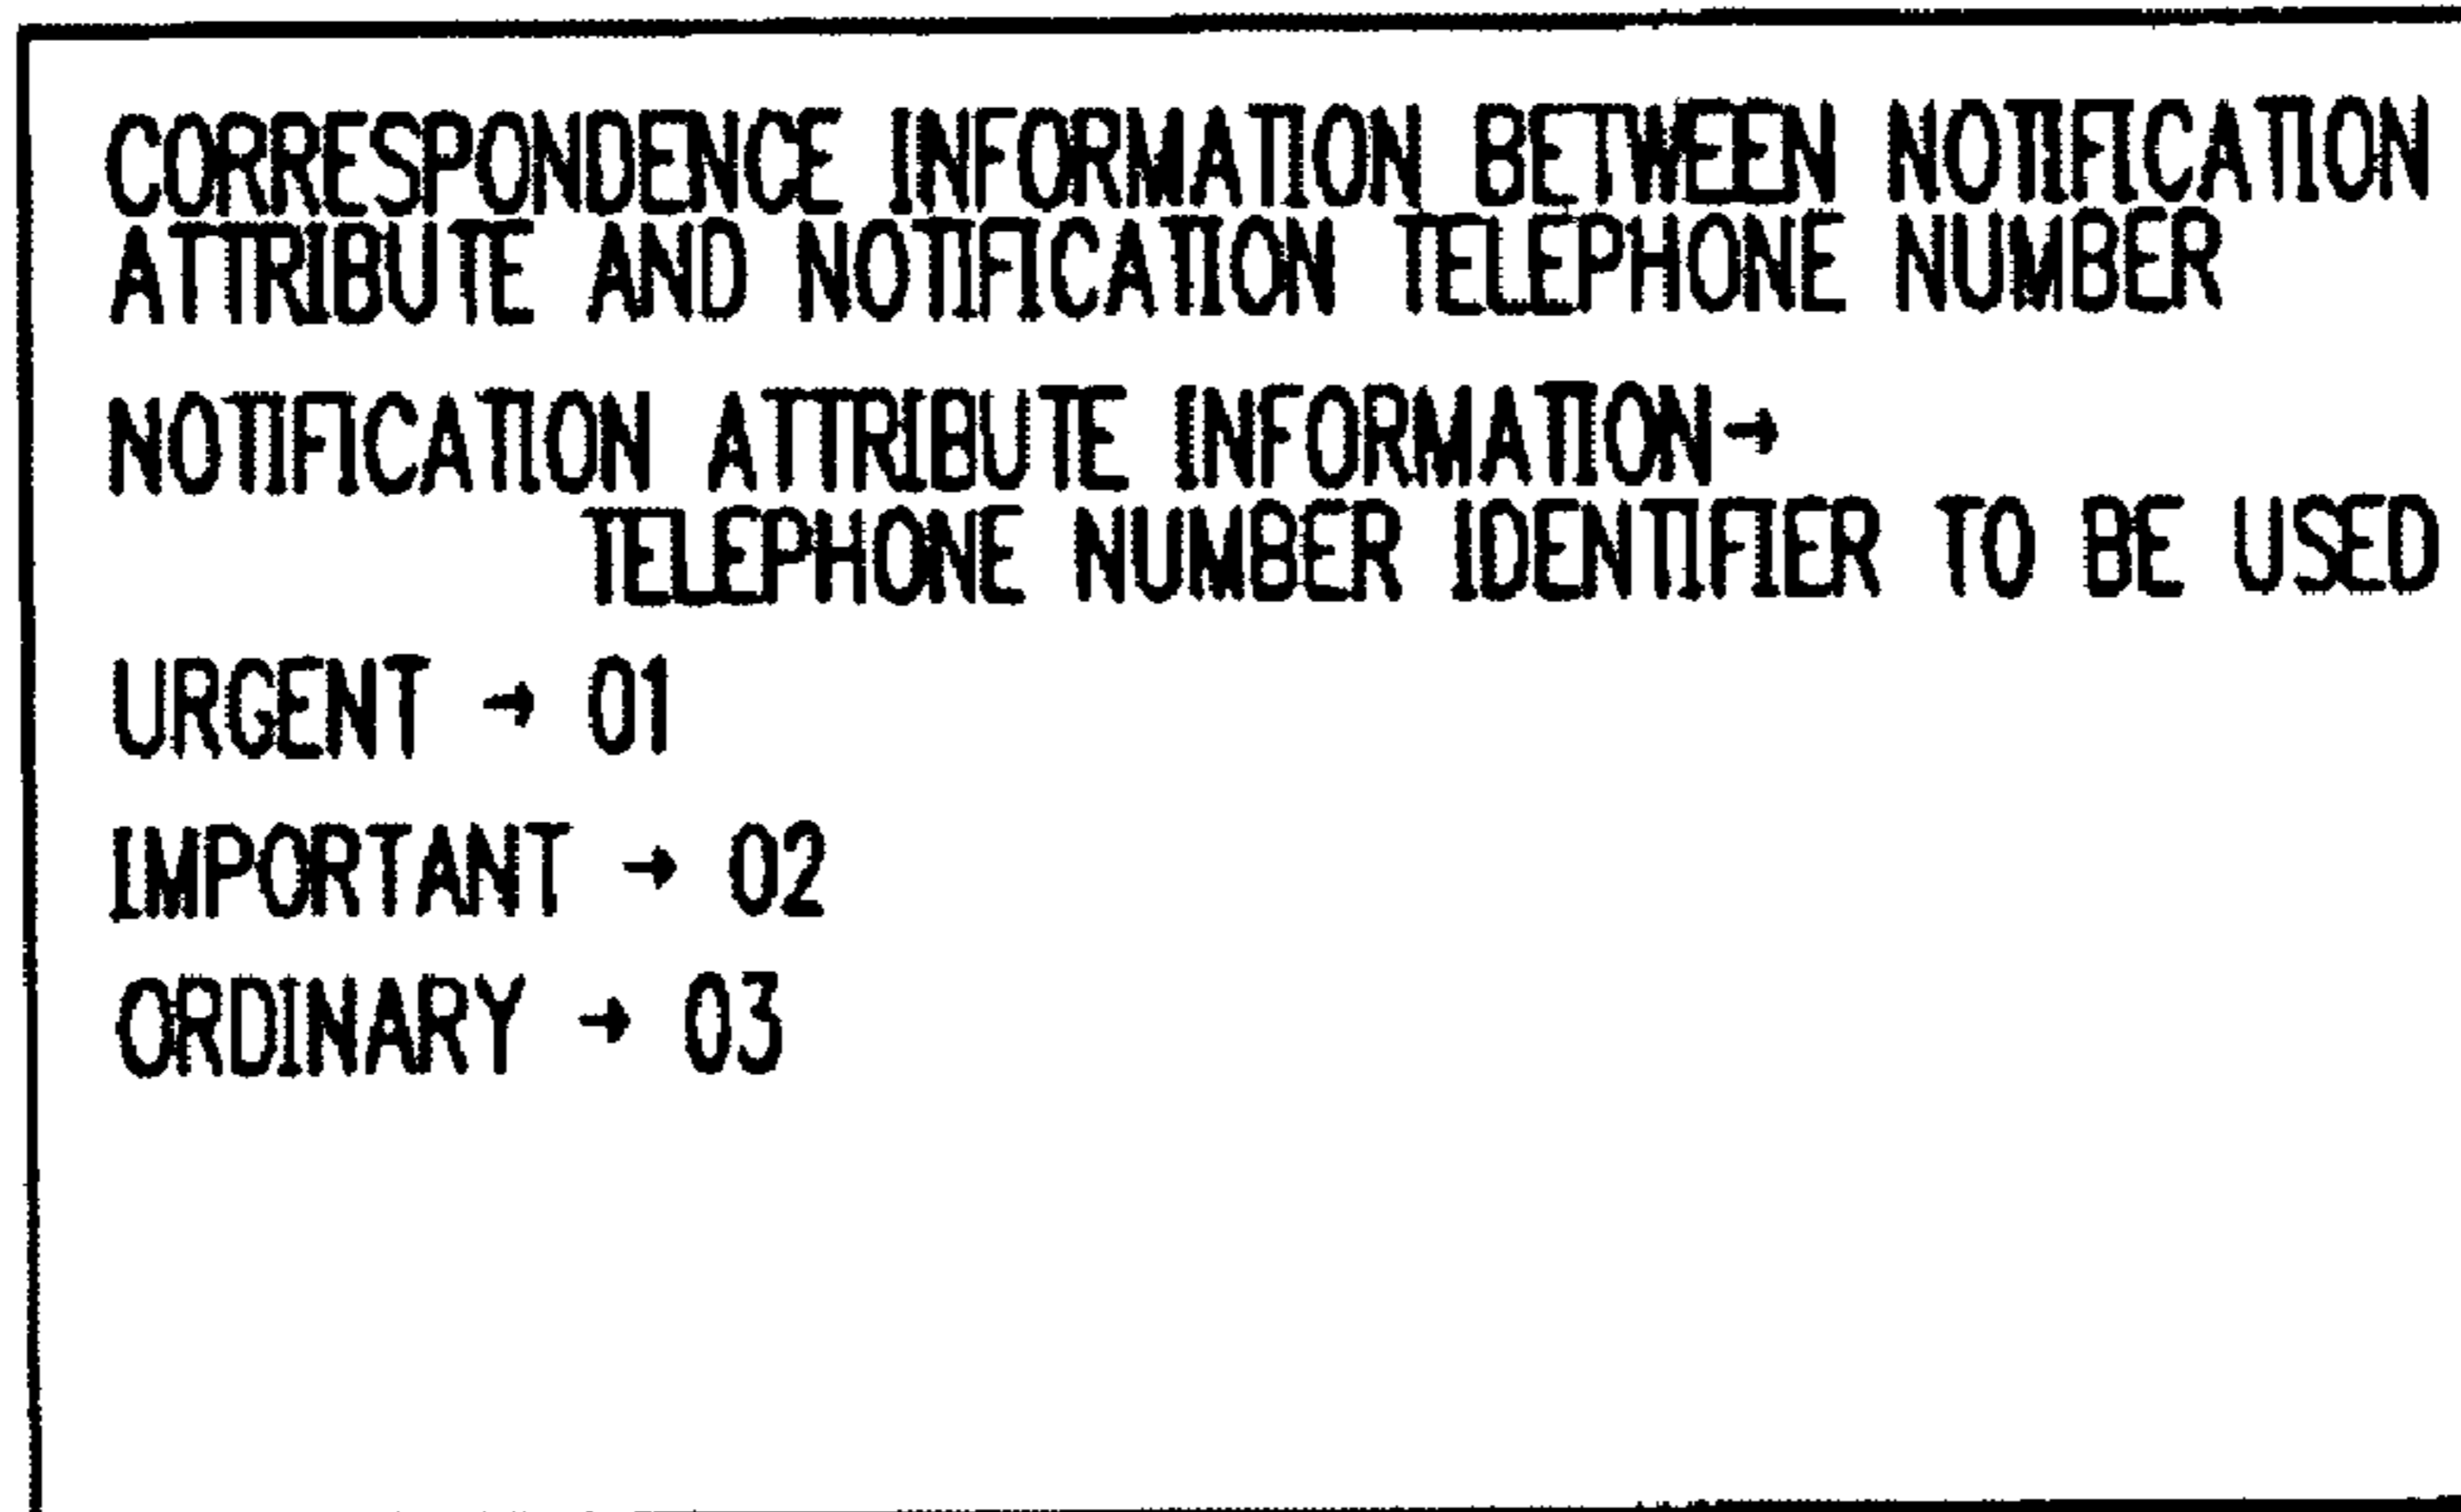 CORRESPONDENCE INFORMATION BETWEEN NOTIFICATION
ATTRIBUTE AND NOTIFICATION TELEPHONE NUMBER
NOTIFICATION ATTRIBUTE INFORMATION→
TELEPHONE NUMBER IDENTIFIER TO BE USED
URGENT → 01
IMPORTANT → 02
ORDINARY → 03